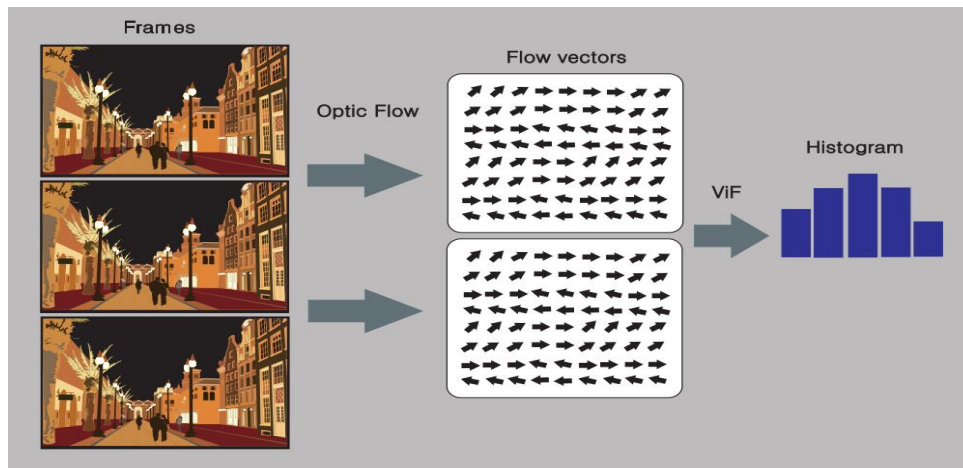 Frames
Optic Flow
Flow vectors
ViF
Histogram